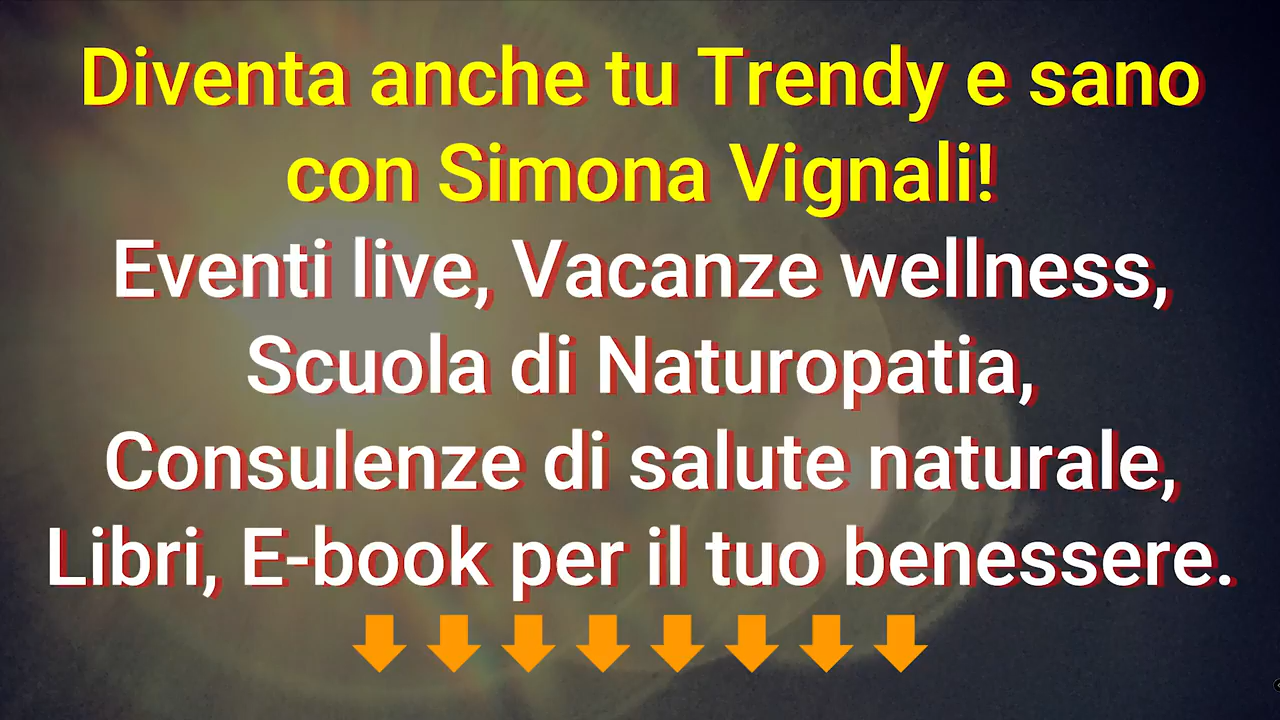 Diventa anche tu Trendy e sano
con Simona Vignali!
Eventi live, Vacanze wellness,
Scuola di Naturopatia,
Consulenze di salute naturale,
Libri, E-book per il tuo benessere.